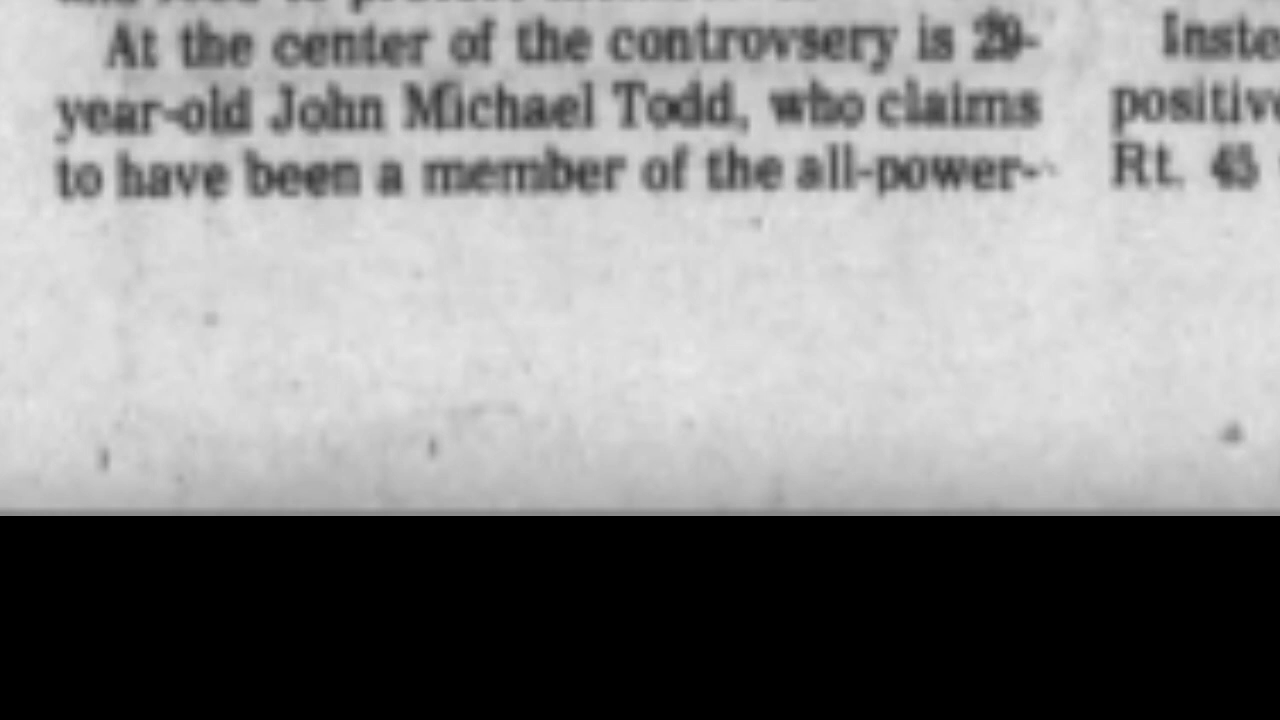 At the center of the controvsery is 29-
year-old John Michael Todd, who claims
to have been a member of the all-power-
Inste
positive
Rt. 45